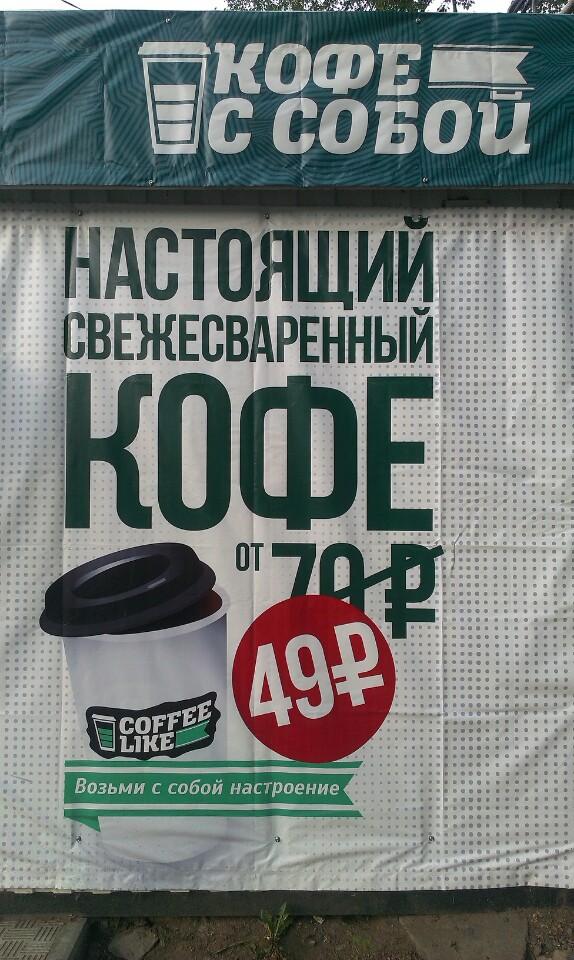 КОФЕ
С СОБОЙ
НАСТОЯЩИЙ
СВЕЖЕСВАРЕННЫЙ
КОФЕ
ОТ 70 ₽
49₽
COFFEE
LIKE
Возьми с собой настроение